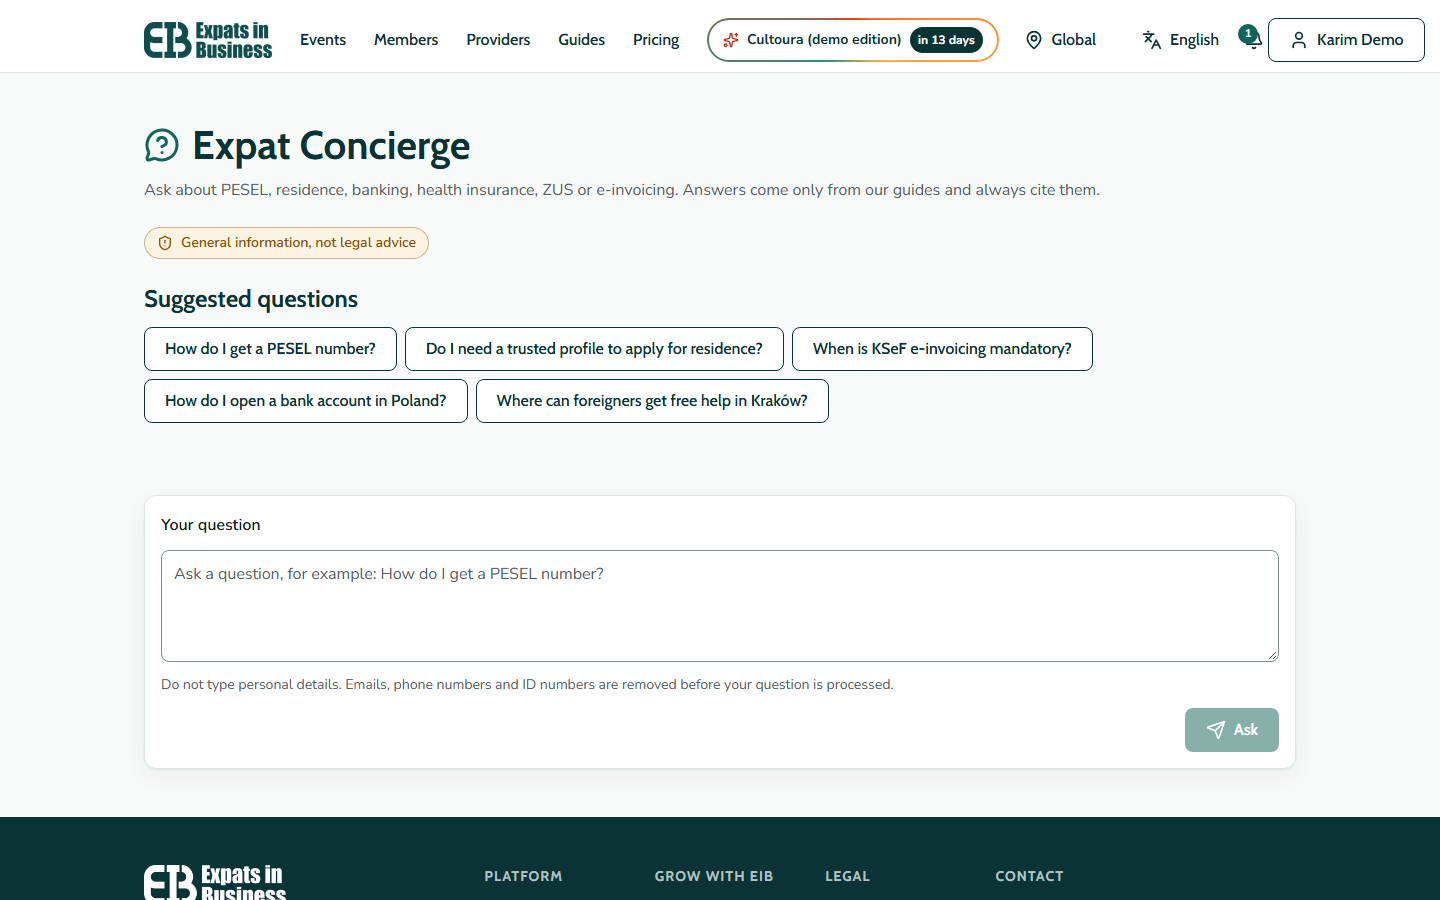 Expats in
Business
Events
Members
Providers
Guides
Pricing
Cultoura (demo edition) in 13 days
Global
English
1
Karim Demo
Expat Concierge
Ask about PESEL, residence, banking, health insurance, ZUS or e-invoicing. Answers come only from our guides and always cite them.
General information, not legal advice
Suggested questions
How do I get a PESEL number?
Do I need a trusted profile to apply for residence?
When is KSeF e-invoicing mandatory?
How do I open a bank account in Poland?
Where can foreigners get free help in Kraków?
Your question
Ask a question, for example: How do I get a PESEL number?
Do not type personal details. Emails, phone numbers and ID numbers are removed before your question is processed.
Ask
EIB Expats in
Business
PLATFORM
GROW WITH EIB
LEGAL
CONTACT